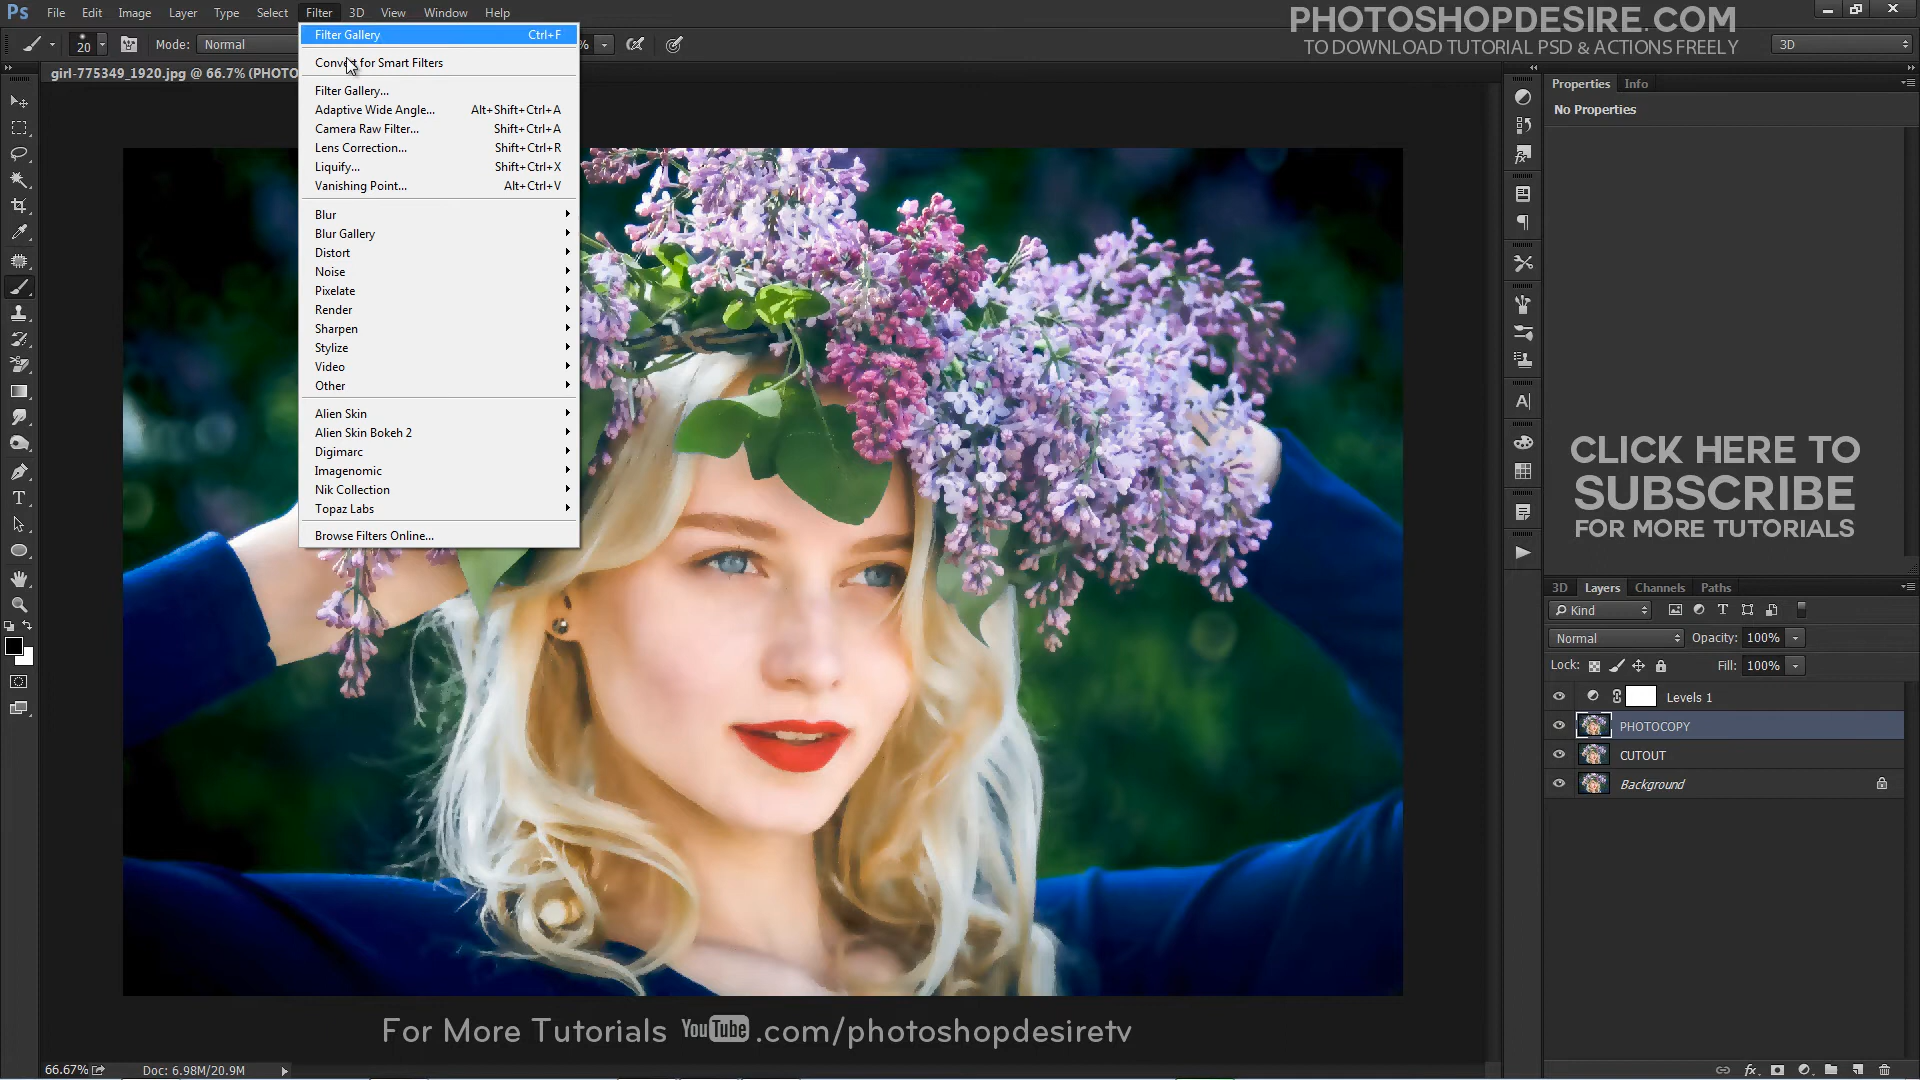 Ps File Edit Image Layer Type Select Filter 3D View Window Help
PHOTOSHOPDESIRE.COM
TO DOWNLOAD TUTORIAL PSD & ACTIONS FREELY
20 Mode: Normal % 3D
girl-775349_1920.jpg @ 66.7% (PHOTO
Filter Gallery Ctrl+F
Convert for Smart Filters
Filter Gallery...
Adaptive Wide Angle... Alt+Shift+Ctrl+A
Camera Raw Filter... Shift+Ctrl+A
Lens Correction... Shift+Ctrl+R
Liquify... Shift+Ctrl+X
Vanishing Point... Alt+Ctrl+V
Blur
Blur Gallery
Distort
Noise
Pixelate
Render
Sharpen
Stylize
Video
Other
Alien Skin
Alien Skin Bokeh 2
Digimarc
Imagenomic
Nik Collection
Topaz Labs
Browse Filters Online...
Properties Info
No Properties
CLICK HERE TO
SUBSCRIBE
FOR MORE TUTORIALS
3D Layers Channels Paths
Kind
Normal Opacity: 100%
Lock: Fill: 100%
Levels 1
PHOTOCOPY
CUTOUT
Background
For More Tutorials YouTube .com/photoshopdesiretv
66.67% Doc: 6.98M/20.9M